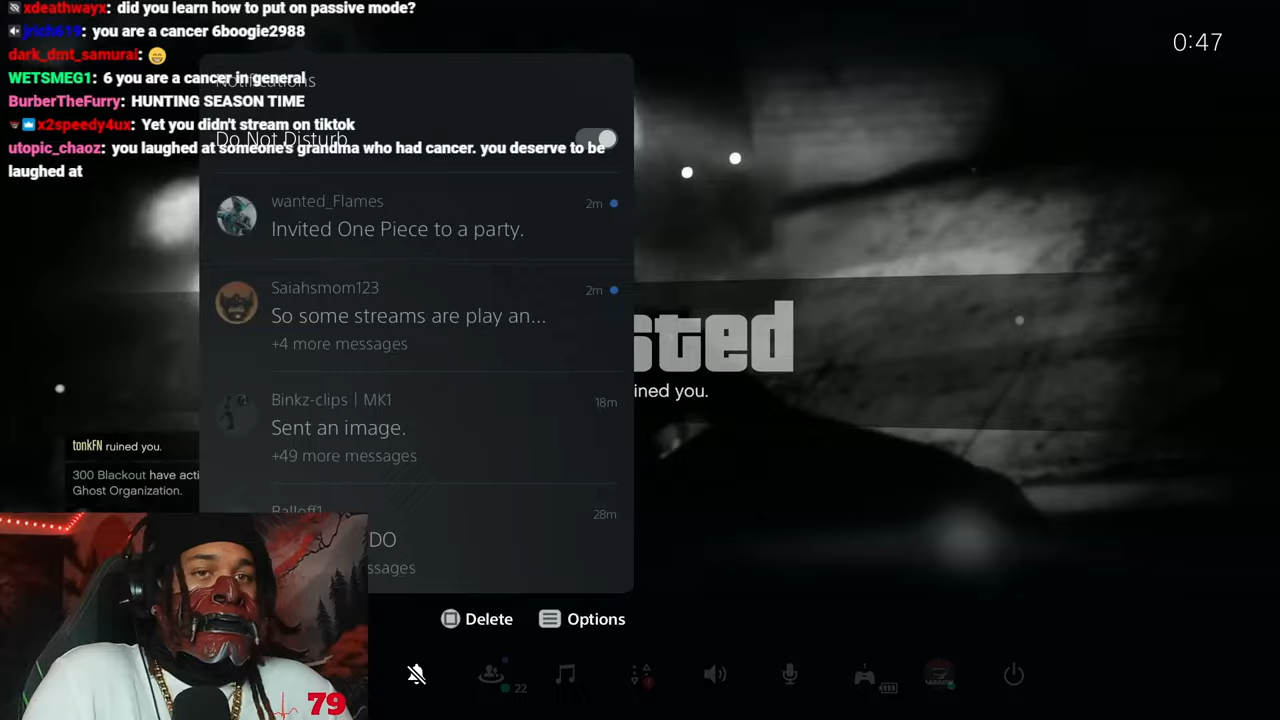 xdeathwayx: did you learn how to put on passive mode?
jrich619: you are a cancer 6boogie2988
dark_dmt_samurai:
WETSMEG1: 6 you are a cancer in general
BurberTheFurry: HUNTING SEASON TIME
x2speedy4ux: Yet you didn't stream on tiktok
utopic_chaoz: you laughed at someone's grandma who had cancer. you deserve to be
laughed at
0:47
Notifications
Do Not Disturb
wanted_Flames
2m
Invited One Piece to a party.
Saiahsmom123
2m
So some streams are play an...
+4 more messages
Binkz-clips | MK1
18m
Sent an image.
+49 more messages
Balloff1
28m
DO
ssages
sted
ined you.
tonkFN ruined you.
300 Blackout have acti
Ghost Organization.
Delete
Options
22
79